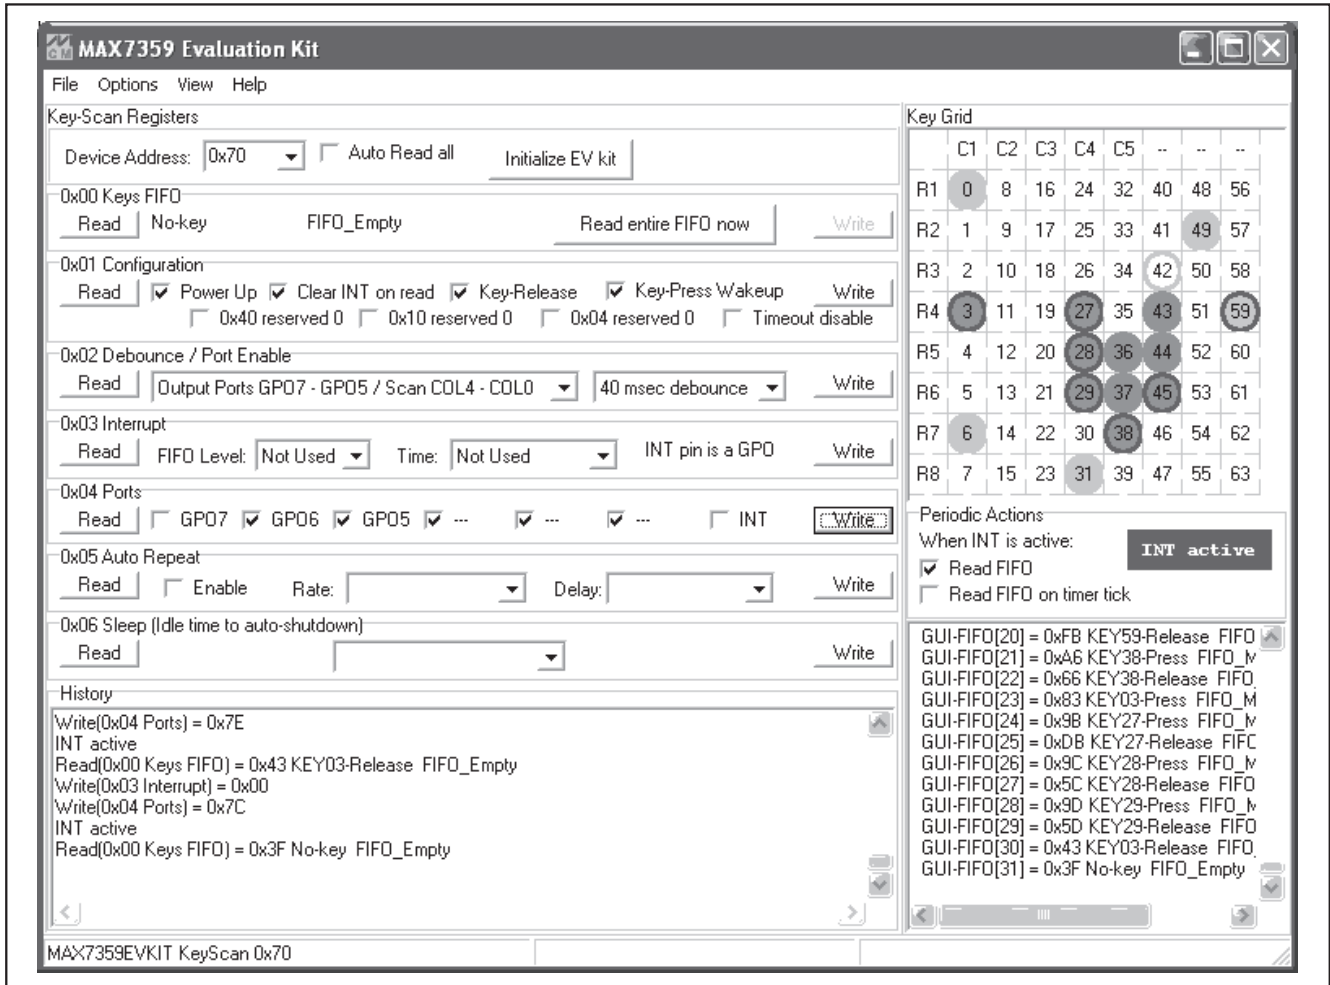 MAX7359 Evaluation Kit
File Options View Help
Key-Scan Registers
Device Address: 0x70 Auto Read all Initialize EV kit
0x00 Keys FIFO
Read No-key FIFO_Empty Read entire FIFO now Write
0x01 Configuration
Read Power Up Clear INT on read Key-Release Key-Press Wakeup Write
0x40 reserved 0 0x10 reserved 0 0x04 reserved 0 Timeout disable
0x02 Debounce / Port Enable
Read Output Ports GPO7 - GPO5 / Scan COL4 - COL0 40 msec debounce Write
0x03 Interrupt
Read FIFO Level: Not Used Time: Not Used INT pin is a GPO Write
0x04 Ports
Read GPO7 GPO6 GPO5 --- --- --- INT Write
0x05 Auto Repeat
Read Enable Rate: Delay: Write
0x06 Sleep (Idle time to auto-shutdown)
Read Write
History
Write(0x04 Ports) = 0x7E
INT active
Read(0x00 Keys FIFO) = 0x43 KEY03-Release FIFO_Empty
Write(0x03 Interrupt) = 0x00
Write(0x04 Ports) = 0x7C
INT active
Read(0x00 Keys FIFO) = 0x3F No-key FIFO_Empty
Key Grid
C1 C2 C3 C4 C5 -- -- --
R1 0 8 16 24 32 40 48 56
R2 1 9 17 25 33 41 49 57
R3 2 10 18 26 34 42 50 58
R4 3 11 19 27 35 43 51 59
R5 4 12 20 28 36 44 52 60
R6 5 13 21 29 37 45 53 61
R7 6 14 22 30 38 46 54 62
R8 7 15 23 31 39 47 55 63
Periodic Actions
When INT is active: INT active
Read FIFO
Read FIFO on timer tick
GUI-FIFO[20] = 0xFB KEY59-Release FIFO
GUI-FIFO[21] = 0xA6 KEY38-Press FIFO_M
GUI-FIFO[22] = 0x66 KEY38-Release FIFO_
GUI-FIFO[23] = 0x83 KEY03-Press FIFO_M
GUI-FIFO[24] = 0x9B KEY27-Press FIFO_M
GUI-FIFO[25] = 0xDB KEY27-Release FIFO
GUI-FIFO[26] = 0x9C KEY28-Press FIFO_M
GUI-FIFO[27] = 0x5C KEY28-Release FIFO
GUI-FIFO[28] = 0x9D KEY29-Press FIFO_M
GUI-FIFO[29] = 0x5D KEY29-Release FIFO
GUI-FIFO[30] = 0x43 KEY03-Release FIFO_
GUI-FIFO[31] = 0x3F No-key FIFO_Empty
MAX7359EVKIT KeyScan 0x70